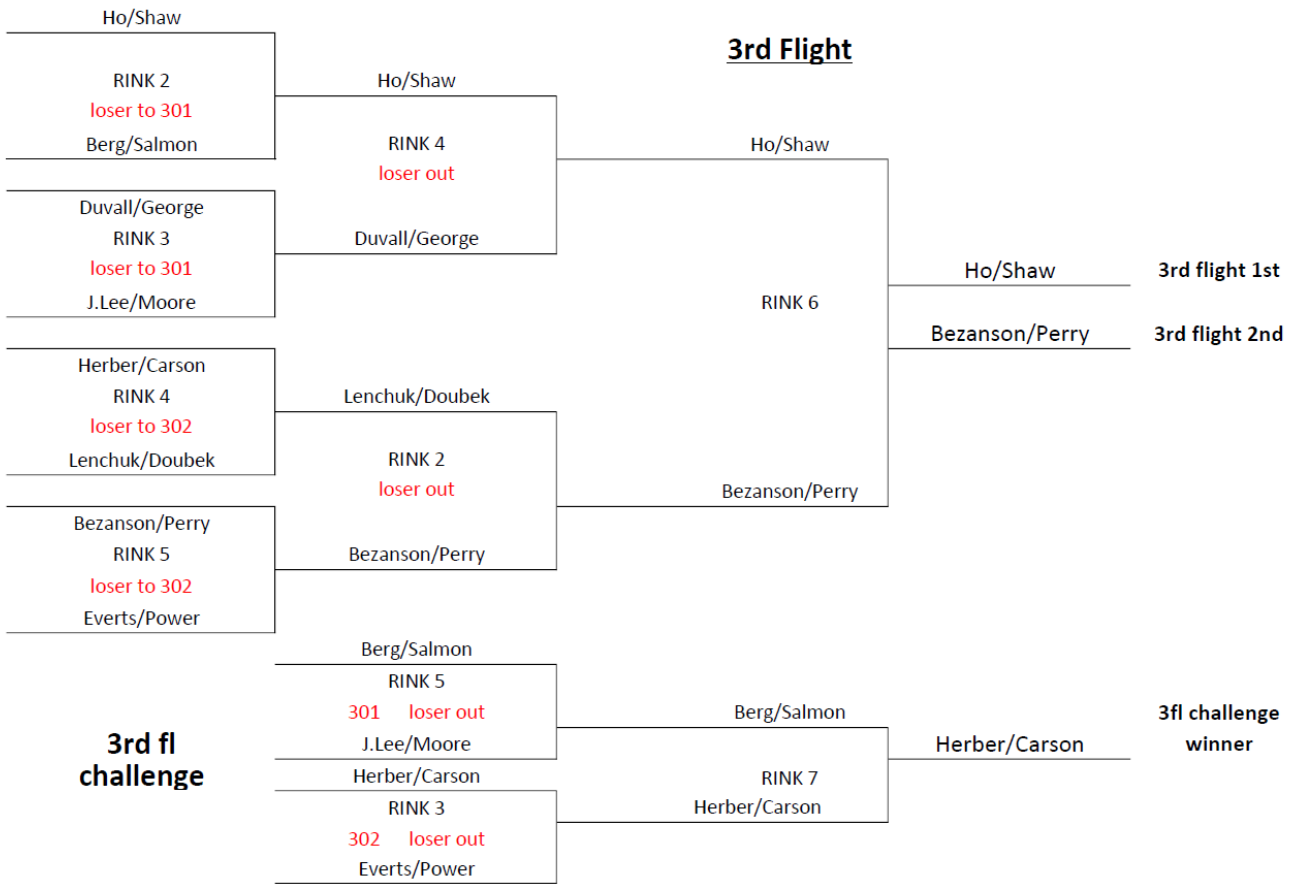 Ho/Shaw
3rd Flight
RINK 2
Ho/Shaw
loser to 301
Berg/Salmon
RINK 4
Ho/Shaw
loser out
Duvall/George
RINK 3
Duvall/George
loser to 301
Ho/Shaw
3rd flight 1st
J.Lee/Moore
RINK 6
Bezanson/Perry
3rd flight 2nd
Herber/Carson
RINK 4
Lenchuk/Doubek
loser to 302
Lenchuk/Doubek
RINK 2
loser out
Bezanson/Perry
Bezanson/Perry
RINK 5
Bezanson/Perry
loser to 302
Everts/Power
Berg/Salmon
RINK 5
301 loser out
Berg/Salmon
3fl challenge
winner
3rd fl
challenge
J.Lee/Moore
Herber/Carson
Herber/Carson
RINK 7
RINK 3
Herber/Carson
302 loser out
Everts/Power